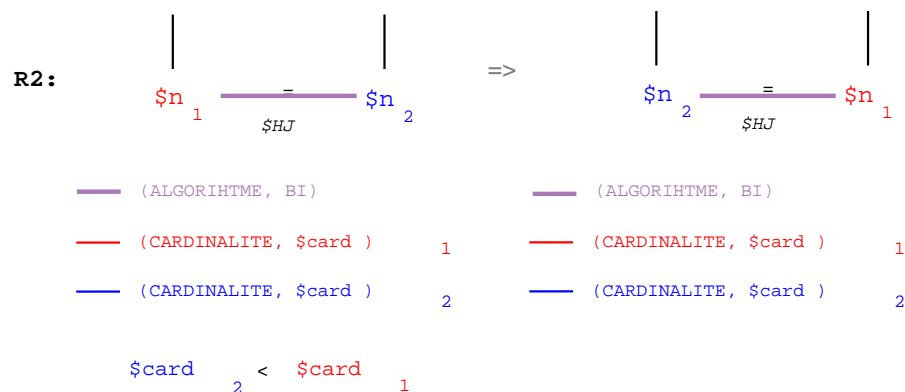 R2:
$n 1 = $n 2 => $n 2 = $n 1
$HJ $HJ
(ALGORIHTME, BI) (ALGORIHTME, BI)
(CARDINALITE, $card ) 1 (CARDINALITE, $card ) 1
(CARDINALITE, $card ) 2 (CARDINALITE, $card ) 2
$card 2 < $card 1